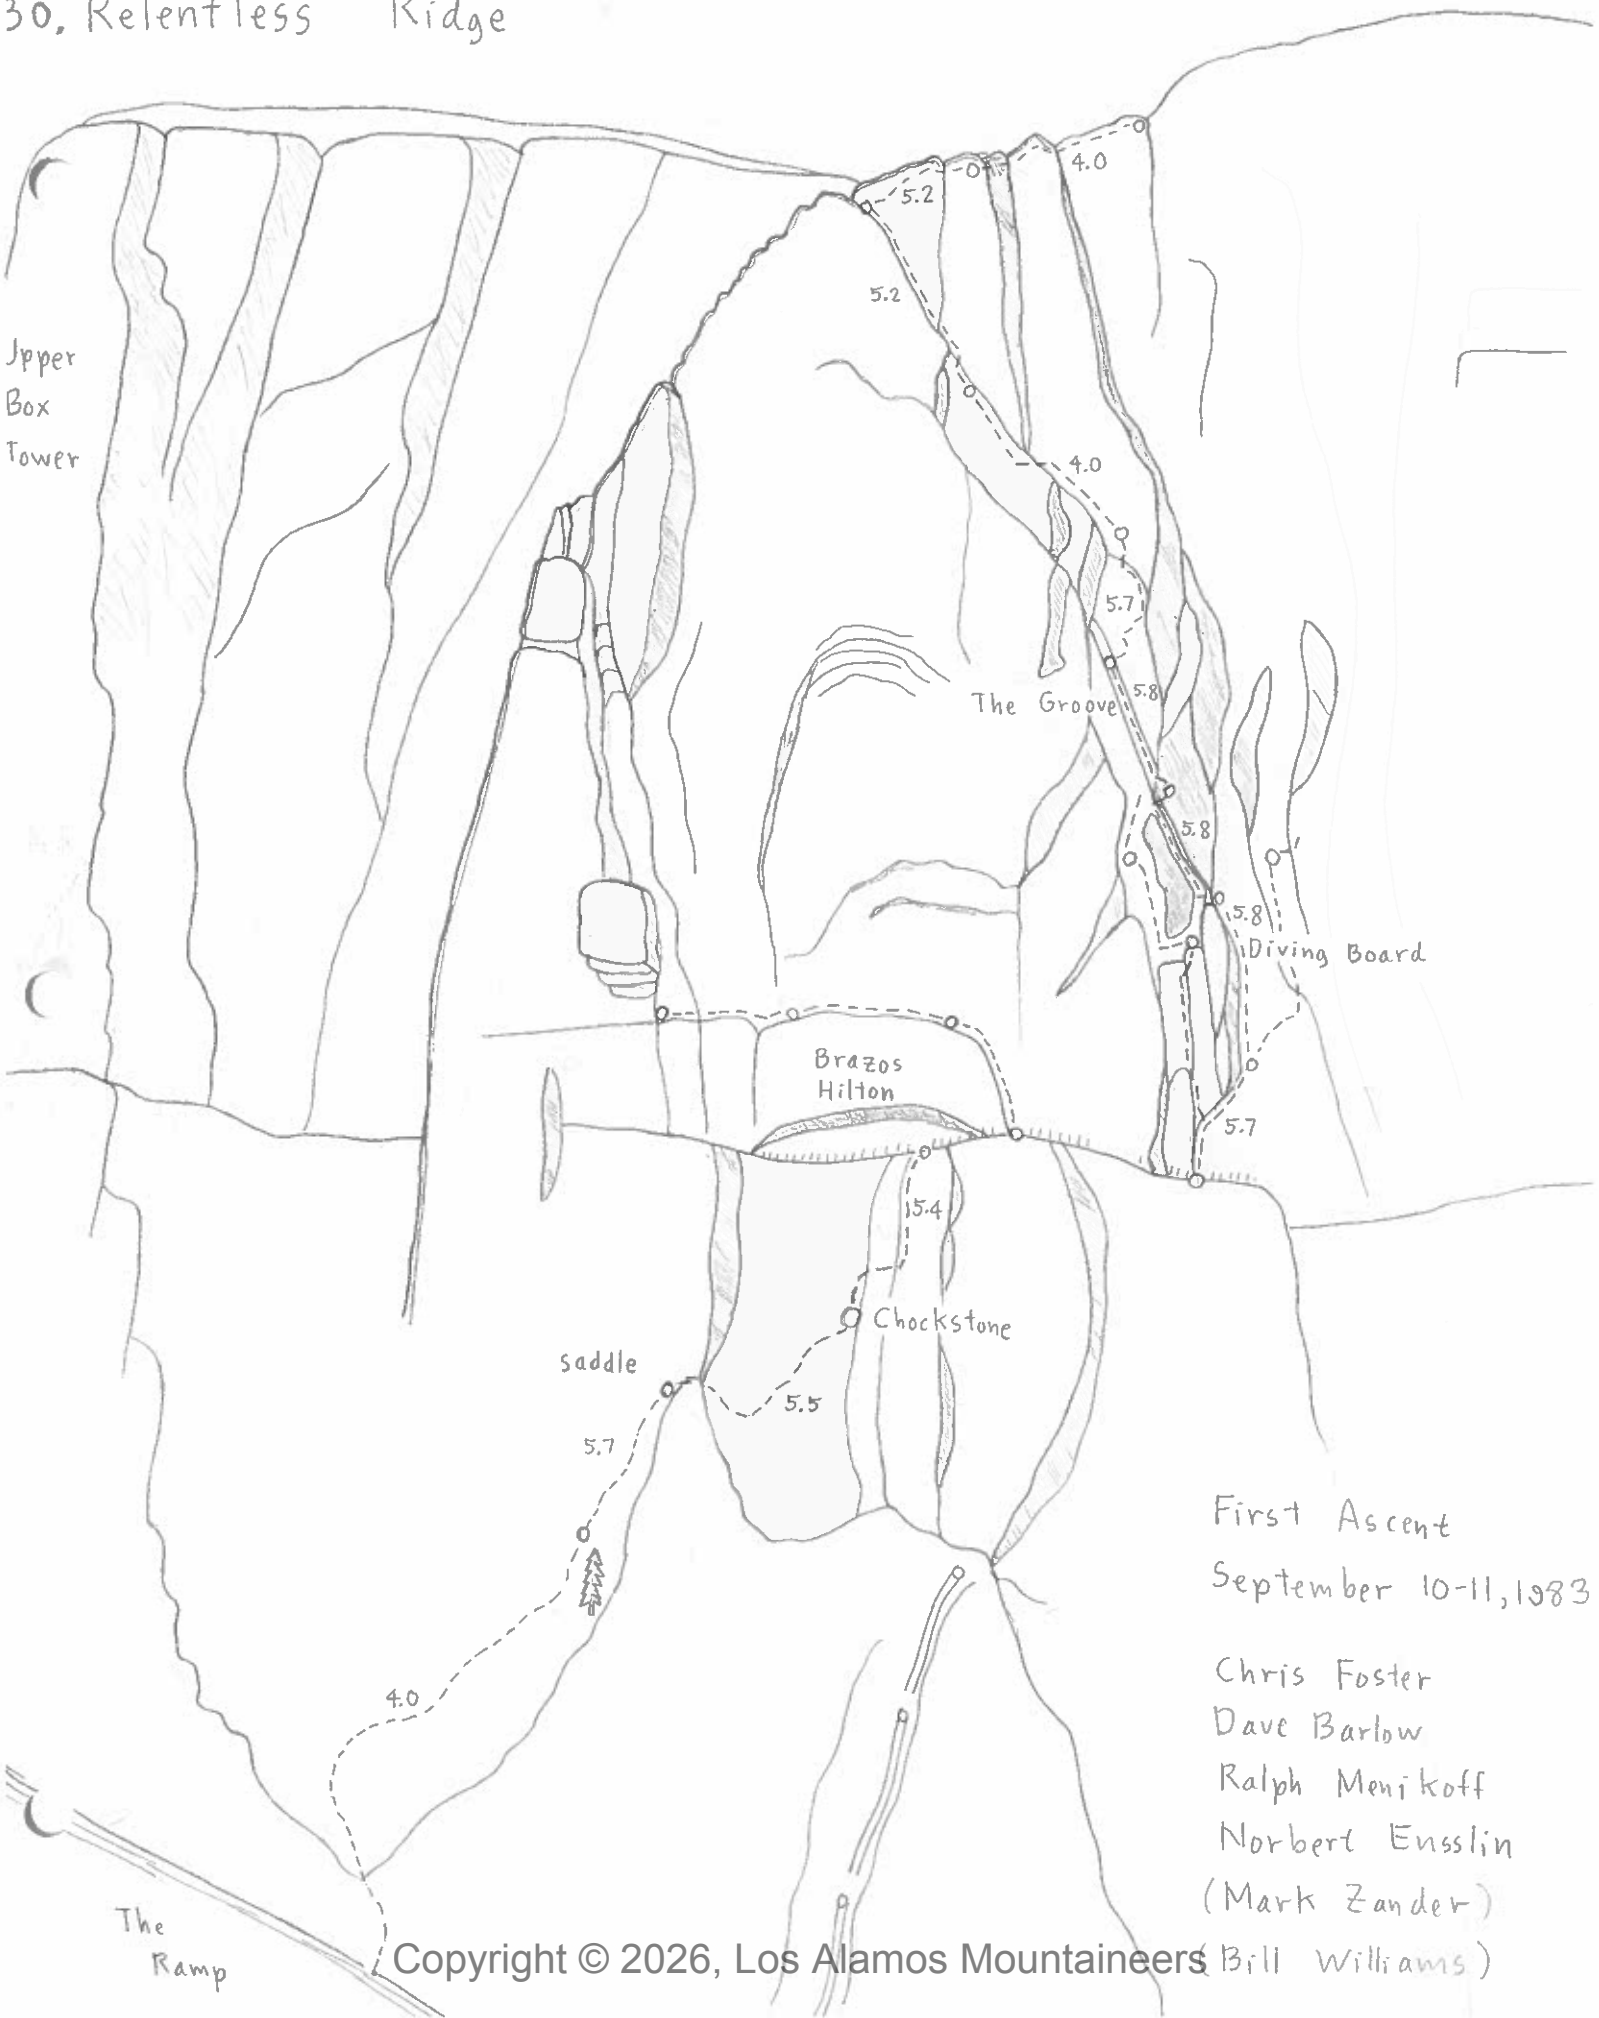 30. Relentless Ridge
4.0
5.2
5.2
Upper
Box
Tower
4.0
5.7
5.8
The Groove
5.8
5.8
Diving Board
Brazos
Hilton
5.7
5.4
Chockstone
saddle
5.5
5.7
First Ascent
September 10-11, 1983
Chris Foster
4.0
Dave Barlow
Ralph Menikoff
Norbert Ensslin
(Mark Zander)
The
Ramp
Copyright © 2026, Los Alamos Mountaineers
(Bill Williams)